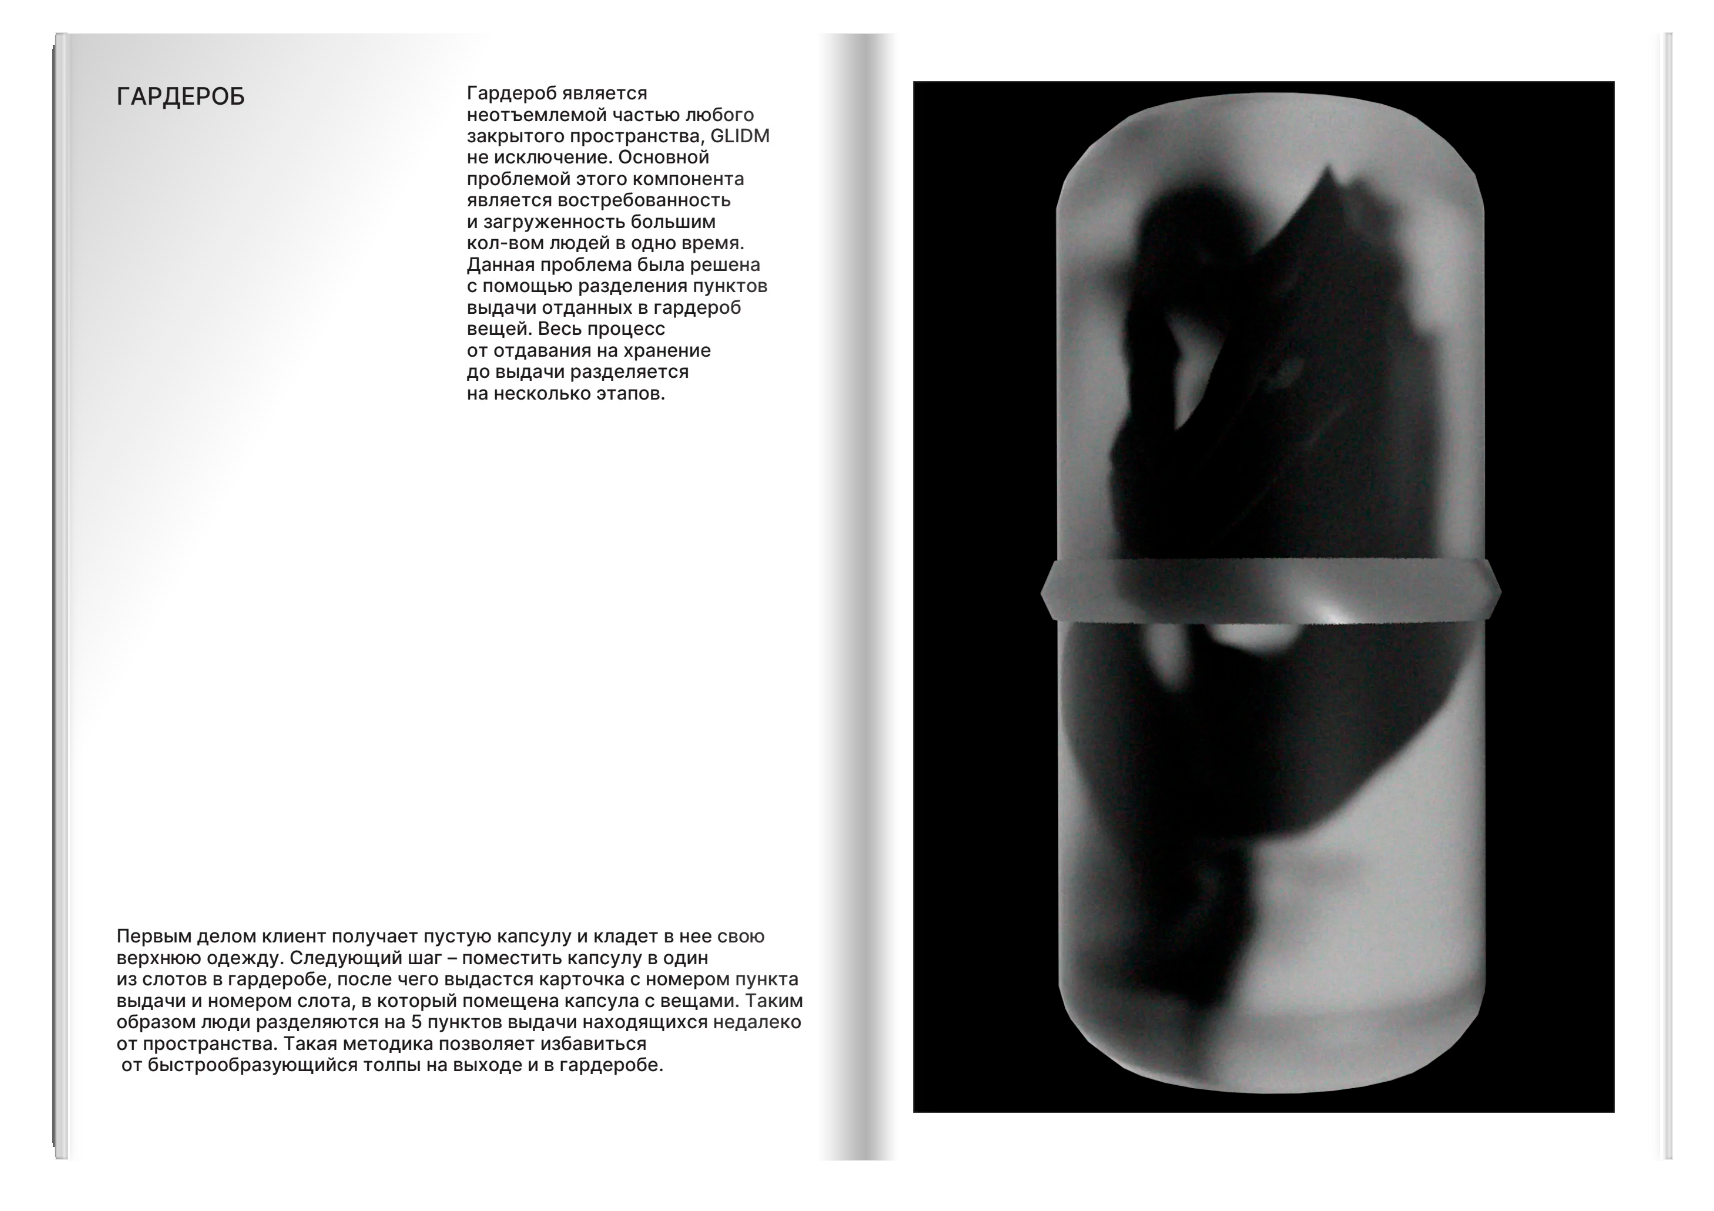 ГАРДЕРОБ
Гардероб является
неотъемлемой частью любого
закрытого пространства, GLIDM
не исключение. Основной
проблемой этого компонента
является востребованность
и загруженность большим
кол-вом людей в одно время.
Данная проблема была решена
с помощью разделения пунктов
выдачи отданных в гардероб
вещей. Весь процесс
от отдавания на хранение
до выдачи разделяется
на несколько этапов.
Первым делом клиент получает пустую капсулу и кладет в нее свою
верхнюю одежду. Следующий шаг – поместить капсулу в один
из слотов в гардеробе, после чего выдастся карточка с номером пункта
выдачи и номером слота, в который помещена капсула с вещами. Таким
образом люди разделяются на 5 пунктов выдачи находящихся недалеко
от пространства. Такая методика позволяет избавиться
от быстрообразующийся толпы на выходе и в гардеробе.